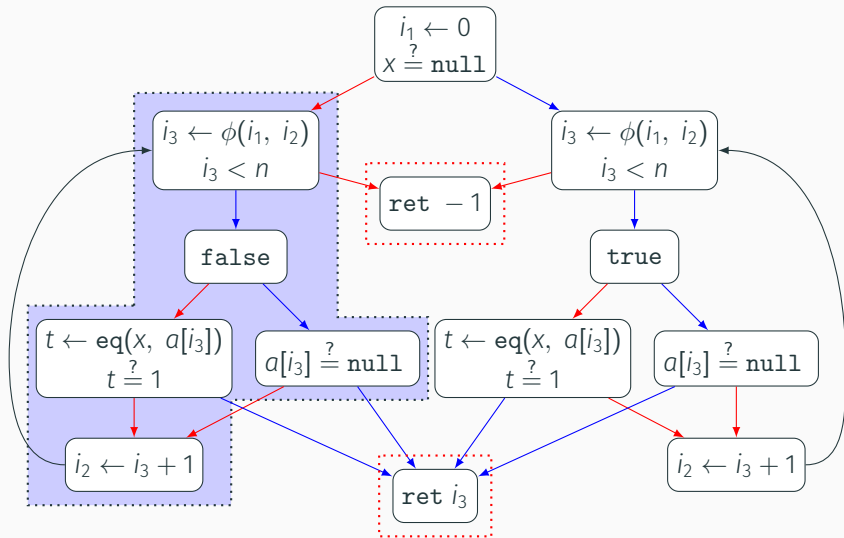 i₁ ← 0
x ≟ null
i₃ ← ϕ(i₁, i₂)
i₃ < n
i₃ ← ϕ(i₁, i₂)
i₃ < n
ret −1
false
true
t ← eq(x, a[i₃])
t ≟ 1
a[i₃] ≟ null
t ← eq(x, a[i₃])
t ≟ 1
a[i₃] ≟ null
i₂ ← i₃ + 1
ret i₃
i₂ ← i₃ + 1